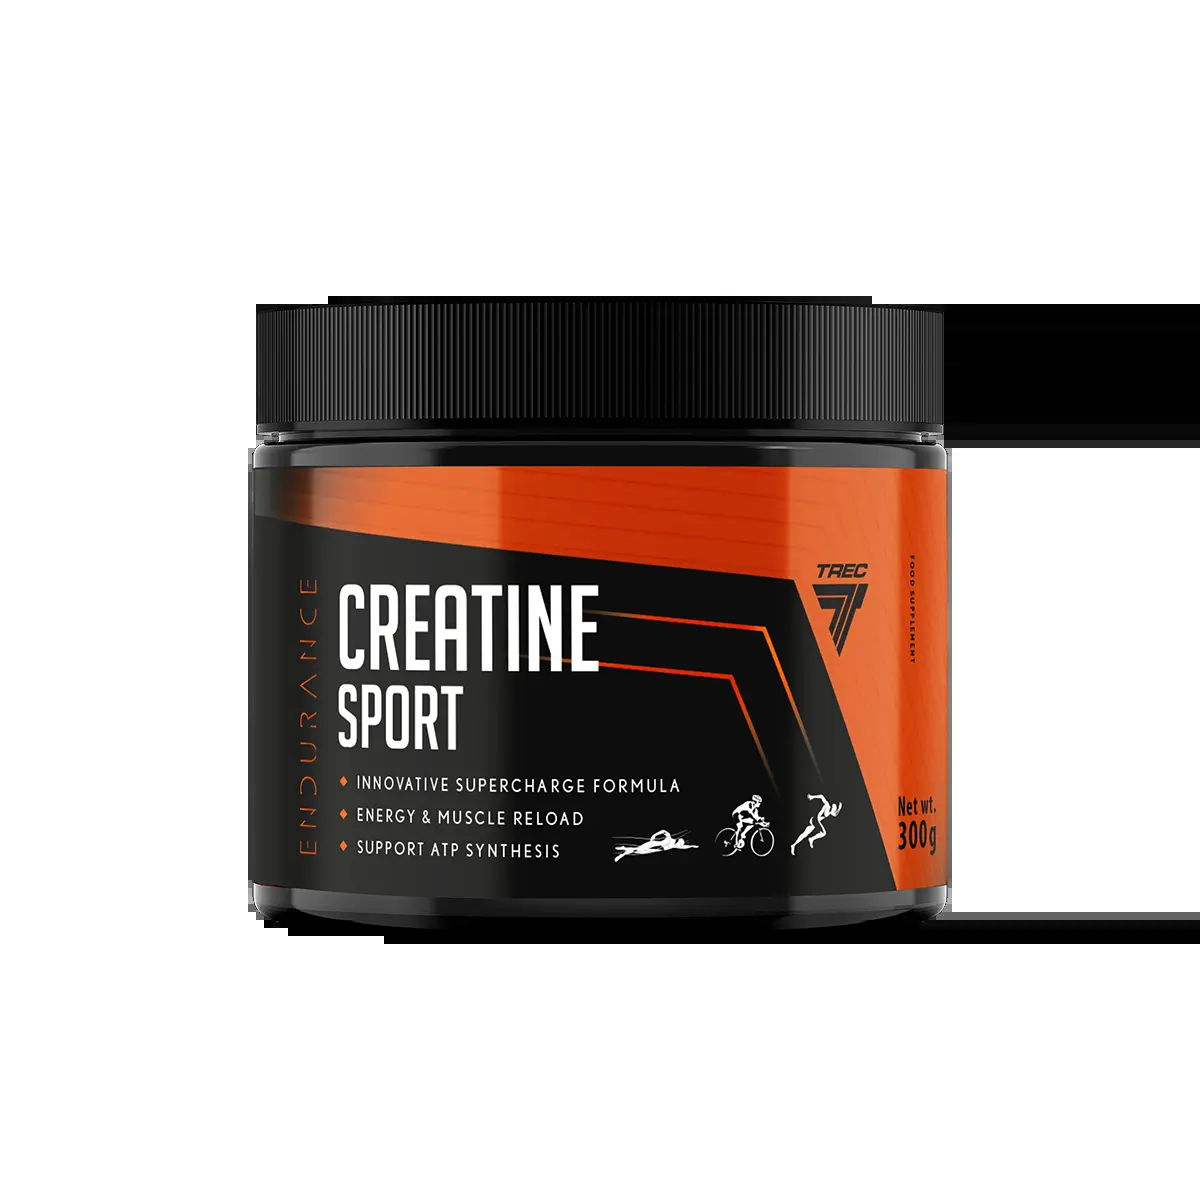 ENDURANCE
CREATINE
SPORT
INNOVATIVE SUPERCHARGE FORMULA
ENERGY & MUSCLE RELOAD
SUPPORT ATP SYNTHESIS
TREC
FOOD SUPPLEMENT
Net wt.
300g